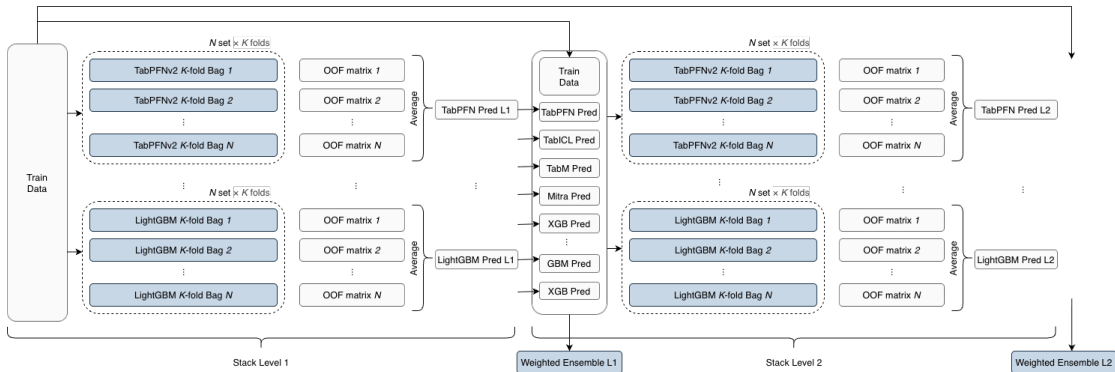 N set × K folds
TabPFNv2 K-fold Bag 1
TabPFNv2 K-fold Bag 2
⋮
TabPFNv2 K-fold Bag N
OOF matrix 1
OOF matrix 2
⋮
OOF matrix N
Average
TabPFN Pred L1
Train
Data
⋮
⋮
⋮
N set × K folds
LightGBM K-fold Bag 1
LightGBM K-fold Bag 2
⋮
LightGBM K-fold Bag N
OOF matrix 1
OOF matrix 2
⋮
OOF matrix N
Average
LightGBM Pred L1
Stack Level 1
Train
Data
TabPFN Pred
TabICL Pred
TabM Pred
Mitra Pred
XGB Pred
⋮
GBM Pred
XGB Pred
Weighted Ensemble L1
N set × K folds
TabPFNv2 K-fold Bag 1
TabPFNv2 K-fold Bag 2
⋮
TabPFNv2 K-fold Bag N
OOF matrix 1
OOF matrix 2
⋮
OOF matrix N
Average
TabPFN Pred L2
⋮
⋮
⋮
N set × K folds
LightGBM K-fold Bag 1
LightGBM K-fold Bag 2
⋮
LightGBM K-fold Bag N
OOF matrix 1
OOF matrix 2
⋮
OOF matrix N
Average
LightGBM Pred L2
Stack Level 2
Weighted Ensemble L2